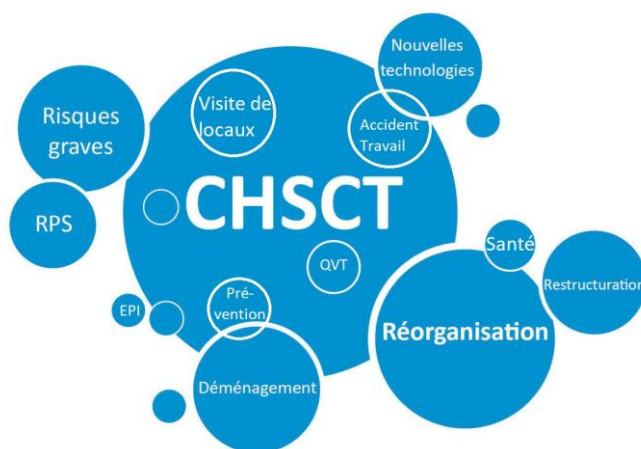 Nouvelles
technologies
Risques
graves
Visite de
locaux
Accident
Travail
CHSCT
RPS
Santé
QVT
Restructuration
EPI
Pré-
vention
Réorganisation
Déménagement